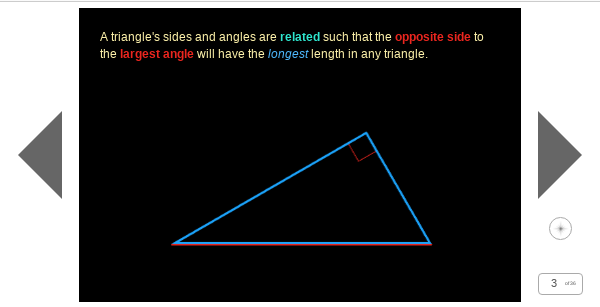 A triangle's sides and angles are related such that the opposite side to
the largest angle will have the longest length in any triangle.
3 of 36